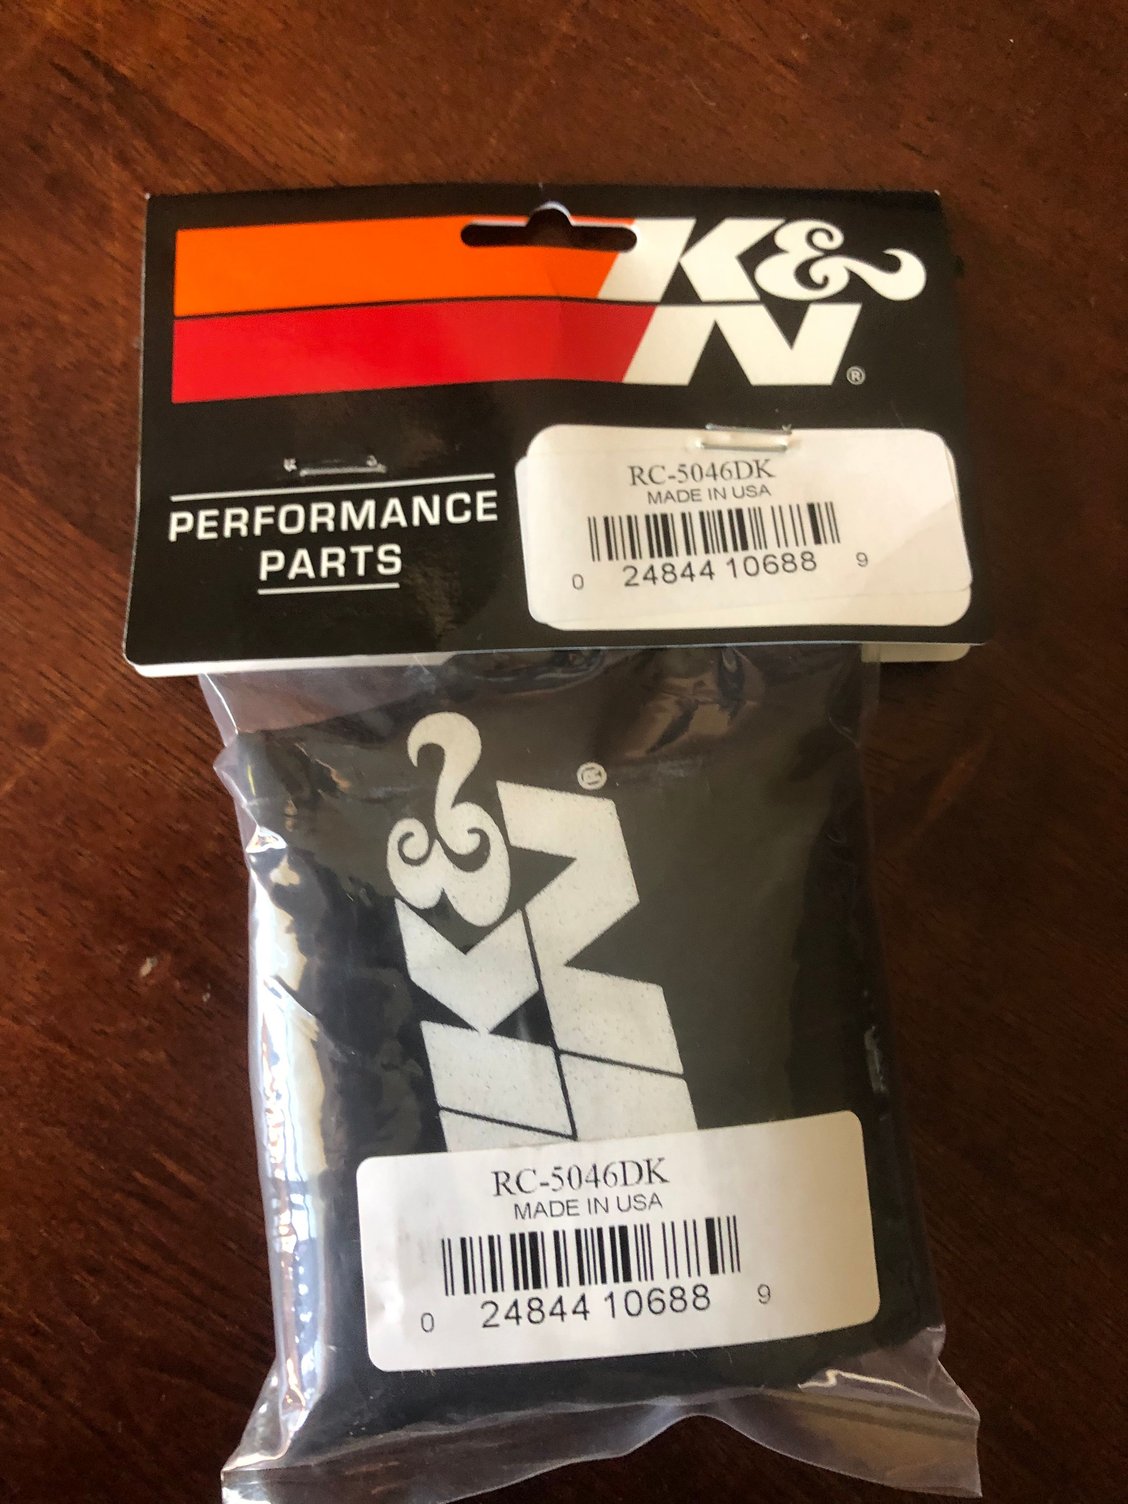 K&
N®
PERFORMANCE
PARTS
RC-5046DK
MADE IN USA
0 24844 10688 9
K&
N®
RC-5046DK
MADE IN USA
0 24844 10688 9